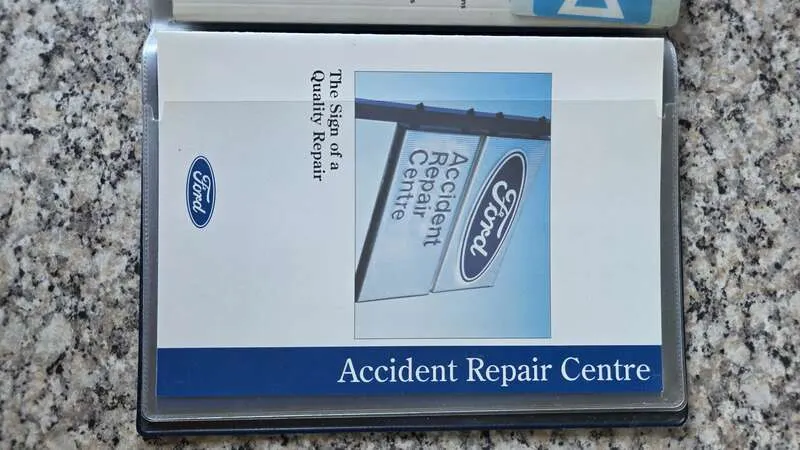 Accident Repair Centre
Ford
Accident
Repair
Centre
The Sign of a
Quality Repair
Ford